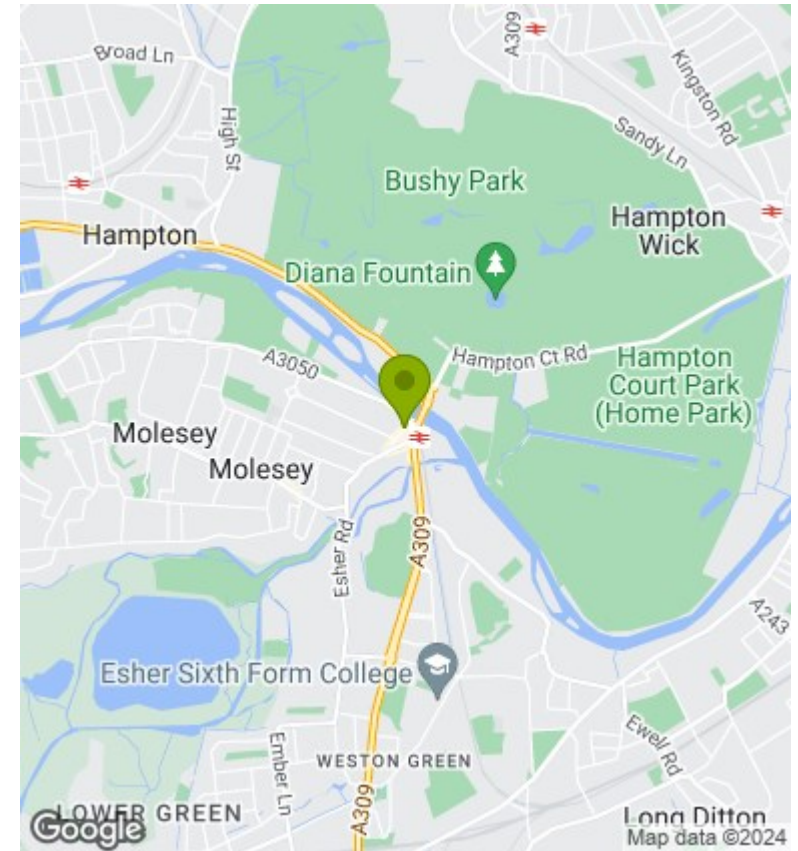 Broad Ln
A309
Kingston Rd
High St
Sandy Ln
Bushy Park
Hampton
Wick
Hampton
Diana Fountain
A3050
Hampton Ct Rd
Hampton
Court Park
(Home Park)
Molesey
Molesey
A309
Esher Rd
A243
Esher Sixth Form College
Ewell Rd
Ember Ln
WESTON GREEN
LOWER GREEN
A309
Long Ditton
Google
Map data ©2024